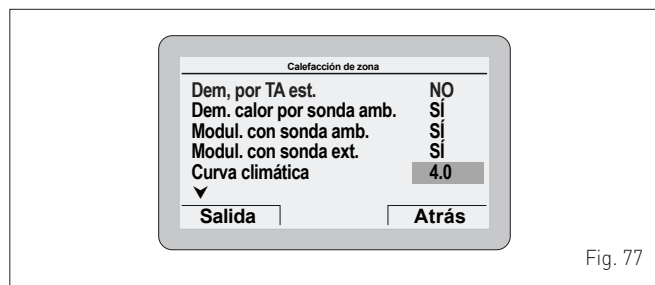 Calefacción de zona
Dem, por TA est. NO
Dem. calor por sonda amb. SÍ
Modul. con sonda amb. SÍ
Modul. con sonda ext. SÍ
Curva climática 4.0
Salida Atrás
Fig. 77